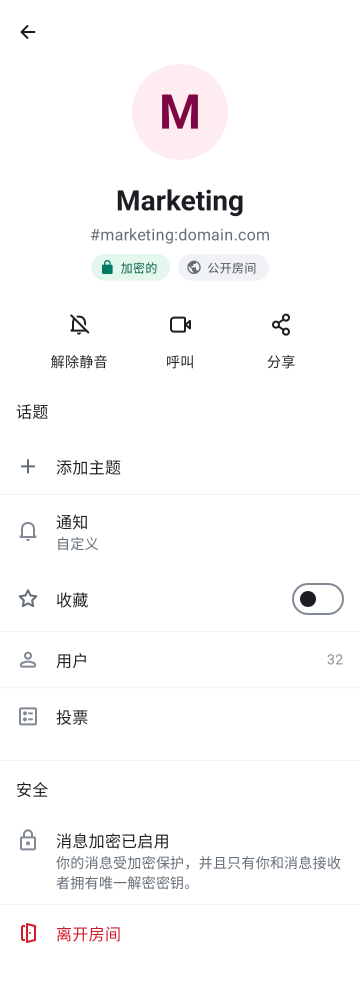 M
Marketing
#marketing:domain.com
加密的 公开房间
解除静音 呼叫 分享
话题
添加主题
通知
自定义
收藏
用户 32
投票
安全
消息加密已启用
你的消息受加密保护，并且只有你和消息接收
者拥有唯一解密密钥。
离开房间